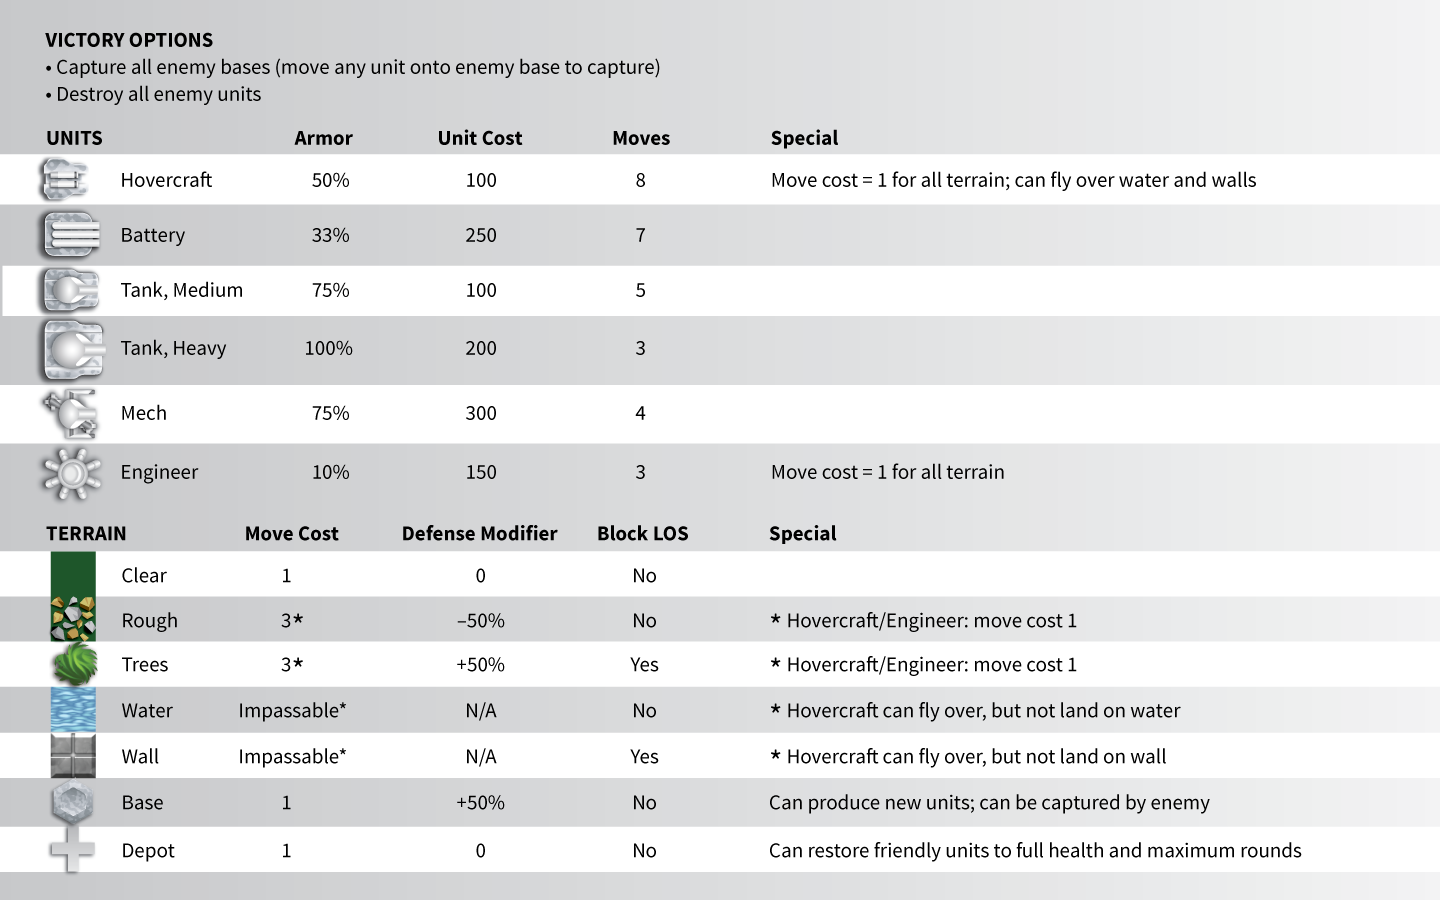 VICTORY OPTIONS
• Capture all enemy bases (move any unit onto enemy base to capture)
• Destroy all enemy units
UNITS Armor Unit Cost Moves Special
Hovercraft 50% 100 8 Move cost = 1 for all terrain; can fly over water and walls
Battery 33% 250 7
Tank, Medium 75% 100 5
Tank, Heavy 100% 200 3
Mech 75% 300 4
Engineer 10% 150 3 Move cost = 1 for all terrain
TERRAIN Move Cost Defense Modifier Block LOS Special
Clear 1 0 No
Rough 3* –50% No * Hovercraft/Engineer: move cost 1
Trees 3* +50% Yes * Hovercraft/Engineer: move cost 1
Water Impassable* N/A No * Hovercraft can fly over, but not land on water
Wall Impassable* N/A Yes * Hovercraft can fly over, but not land on wall
Base 1 +50% No Can produce new units; can be captured by enemy
Depot 1 0 No Can restore friendly units to full health and maximum rounds